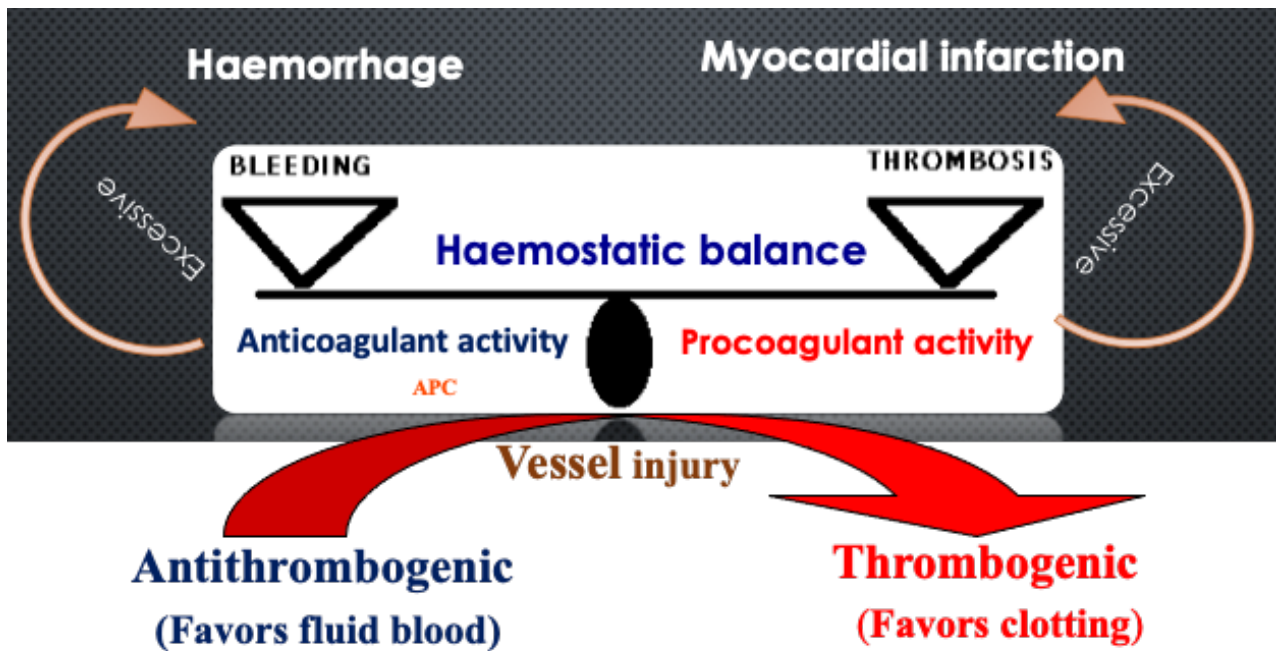 Haemorrhage
Myocardial infarction
BLEEDING
THROMBOSIS
Excessive
Excessive
Haemostatic balance
Anticoagulant activity
Procoagulant activity
APC
Vessel injury
Antithrombogenic
(Favors fluid blood)
Thrombogenic
(Favors clotting)